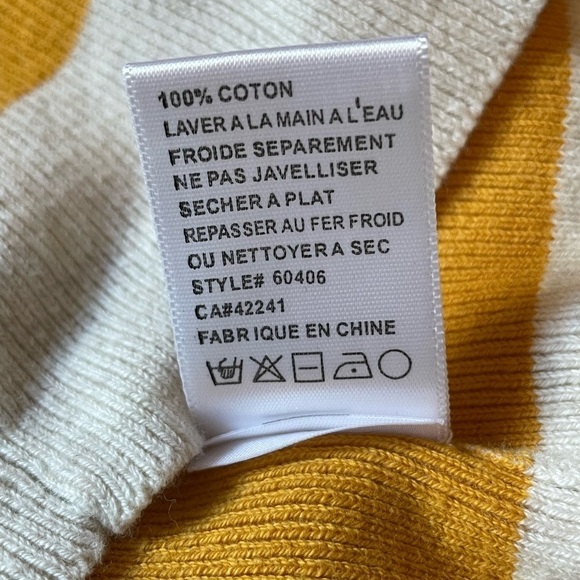 100% COTON
LAVER A LA MAIN A L'EAU
FROIDE SEPAREMENT
NE PAS JAVELLISER
SECHER A PLAT
REPASSER AU FER FROID
OU NETTOYER A SEC
STYLE# 60406
CA#42241
FABRIQUE EN CHINE